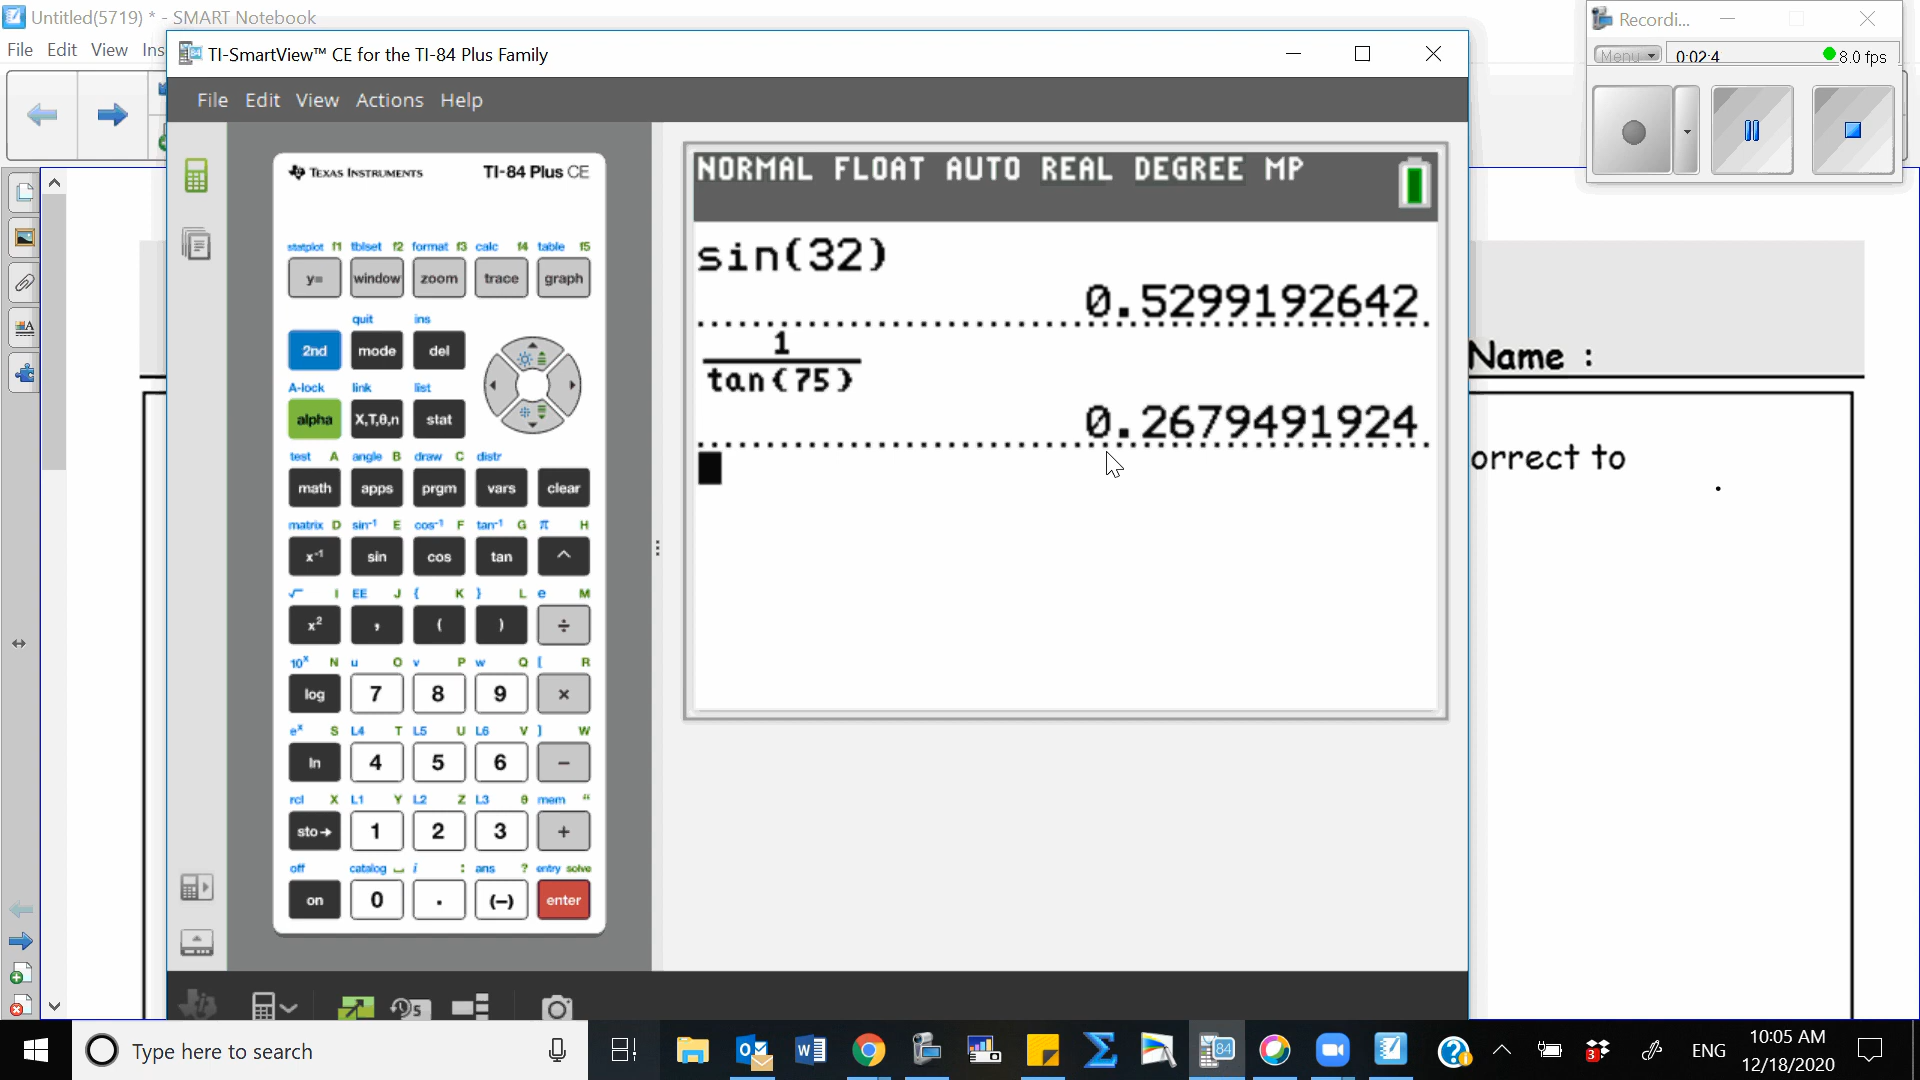 Untitled(5719) * - SMART Notebook
File Edit View Ins
TI-SmartView™ CE for the TI-84 Plus Family
File Edit View Actions Help
Recordi...
Menu
0:02:4
8.0 fps
TEXAS INSTRUMENTS TI-84 Plus CE
statplot f1 tblset f2 format f3 calc f4 table f5
y= window zoom trace graph
quit ins
2nd mode del
A-lock link list
alpha X,T,θ,n stat
test A angle B draw C distr
math apps prgm vars clear
matrix D sin⁻¹ E cos⁻¹ F tan⁻¹ G π H
x⁻¹ sin cos tan ^
√ I EE J { K } L e M
x² , ( ) ÷
10ˣ N u O v P w Q [ R
log 7 8 9 ×
eˣ S L4 T L5 U L6 V ] W
ln 4 5 6 −
rcl X L1 Y L2 Z L3 θ mem "
sto→ 1 2 3 +
off catalog ⎵ i : ans ? entry solve
on 0 . (−) enter
NORMAL FLOAT AUTO REAL DEGREE MP
sin(32)
0.5299192642
1
tan(75)
0.2679491924
Name :
orrect to
.
Type here to search
84
3
ENG
10:05 AM
12/18/2020